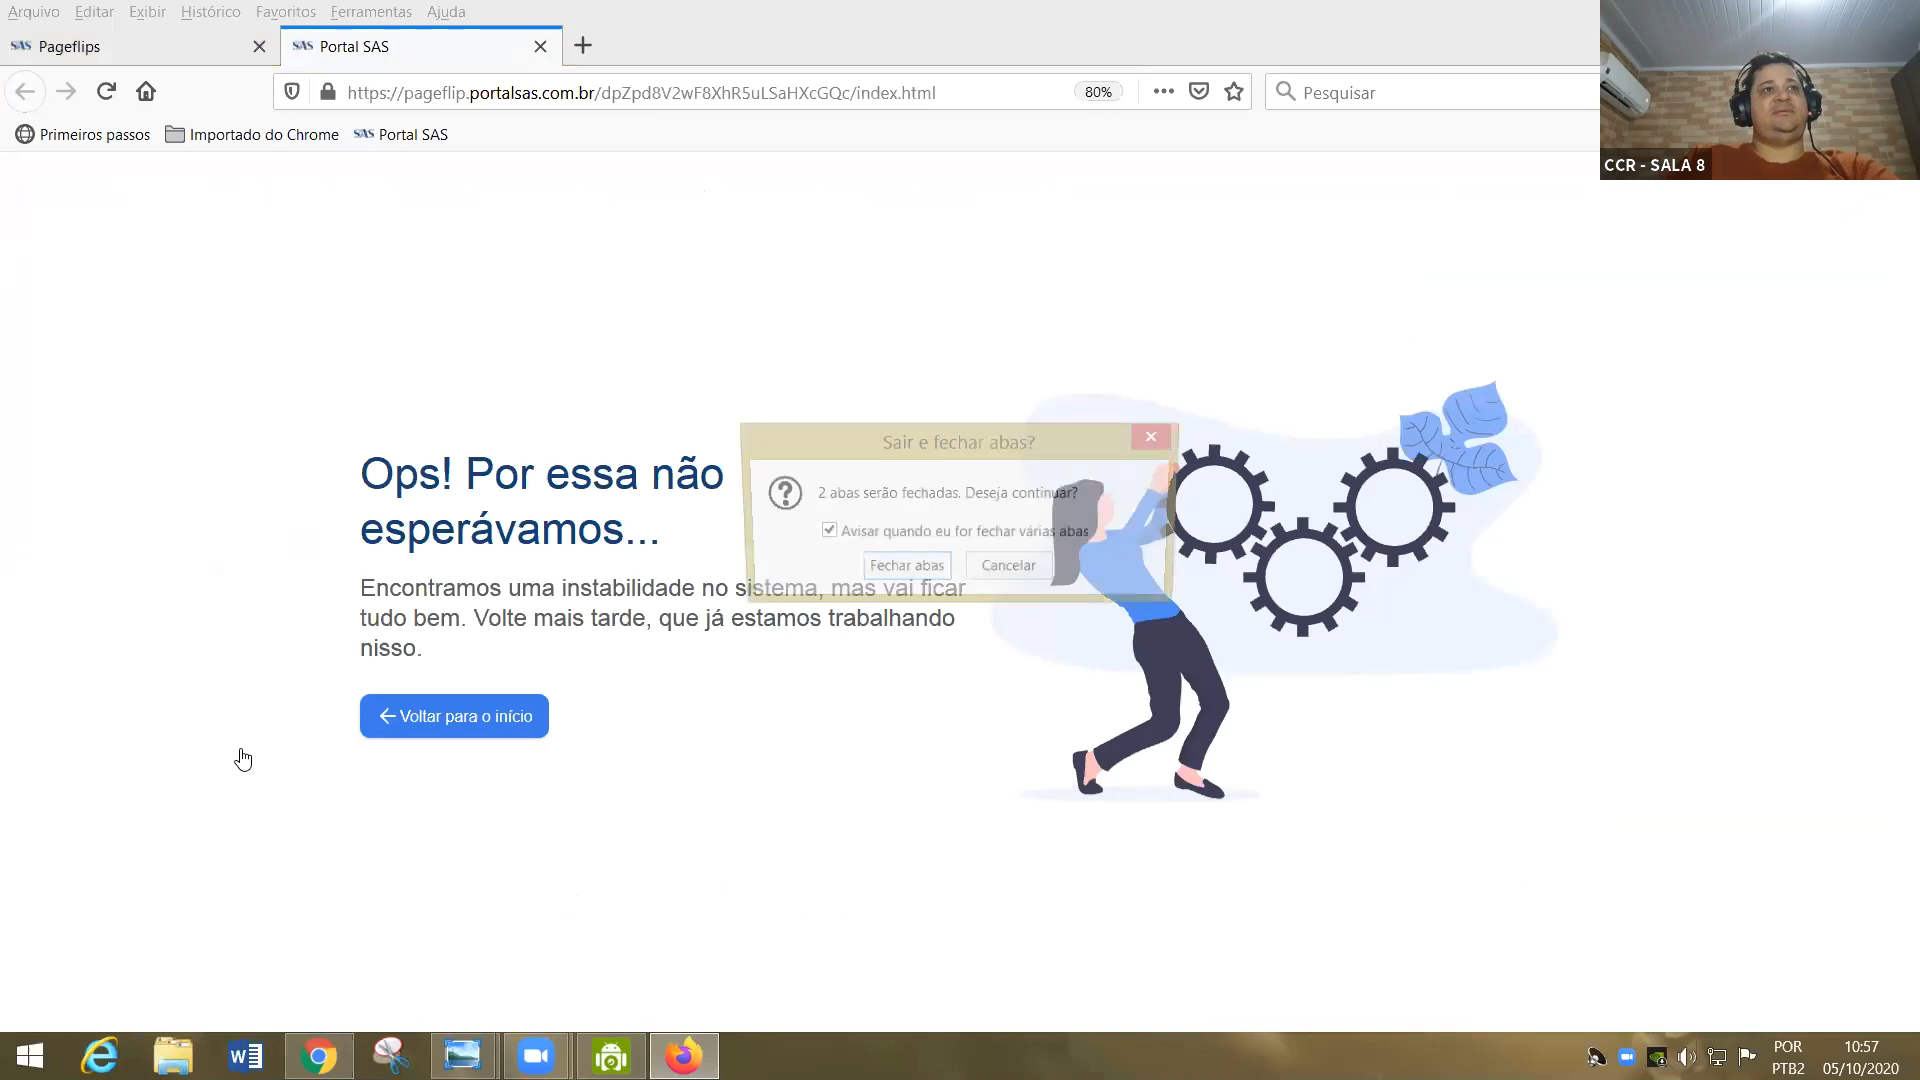 Arquivo Editar Exibir Histórico Favoritos Ferramentas Ajuda
SAS Pageflips
SAS Portal SAS
https://pageflip.portalsas.com.br/dpZpd8V2wF8XhR5uLSaHXcGQc/index.html
80%
Pesquisar
Primeiros passos Importado do Chrome SAS Portal SAS
CCR - SALA 8
Sair e fechar abas?
2 abas serão fechadas. Deseja continuar?
Avisar quando eu for fechar várias abas
Fechar abas Cancelar
Ops! Por essa não
esperávamos...
Encontramos uma instabilidade no sistema, mas vai ficar
tudo bem. Volte mais tarde, que já estamos trabalhando
nisso.
Voltar para o início
POR 10:57
PTB2 05/10/2020